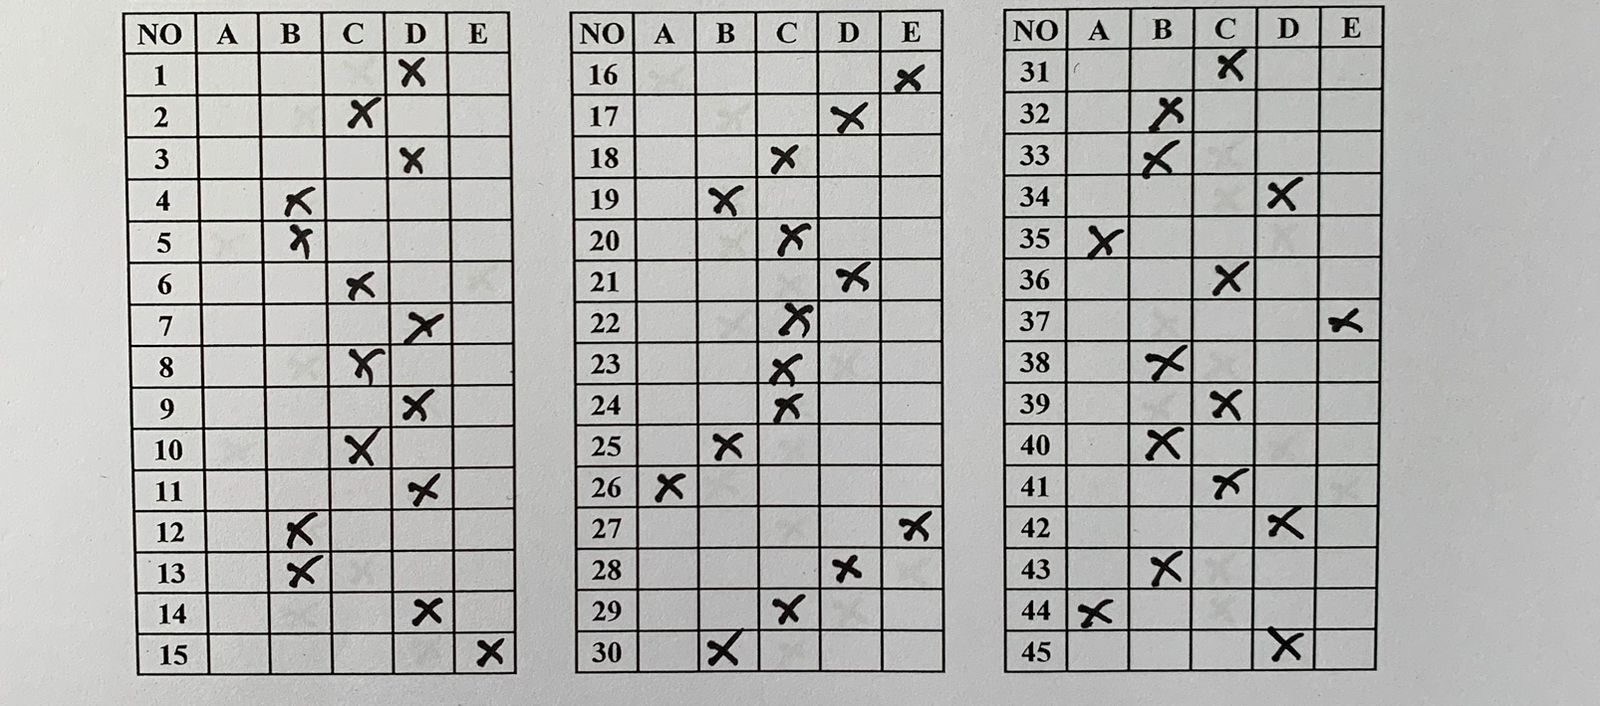 NO A B C D E
1 X
2 X
3 X
4 X
5 X
6 X
7 X
8 X
9 X
10 X
11 X
12 X
13 X
14 X
15 X
NO A B C D E
16 X
17 X
18 X
19 X
20 X
21 X
22 X
23 X
24 X
25 X
26 X
27 X
28 X
29 X
30 X
NO A B C D E
31 X
32 X
33 X
34 X
35 X
36 X
37 X
38 X
39 X
40 X
41 X
42 X
43 X
44 X
45 X